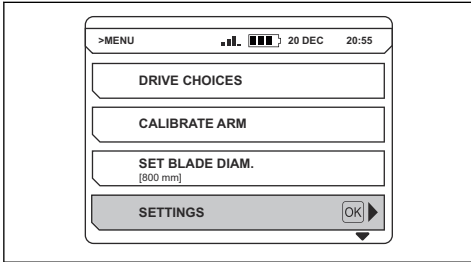 >MENU 20 DEC 20:55
DRIVE CHOICES
CALIBRATE ARM
SET BLADE DIAM.
[800 mm]
SETTINGS OK